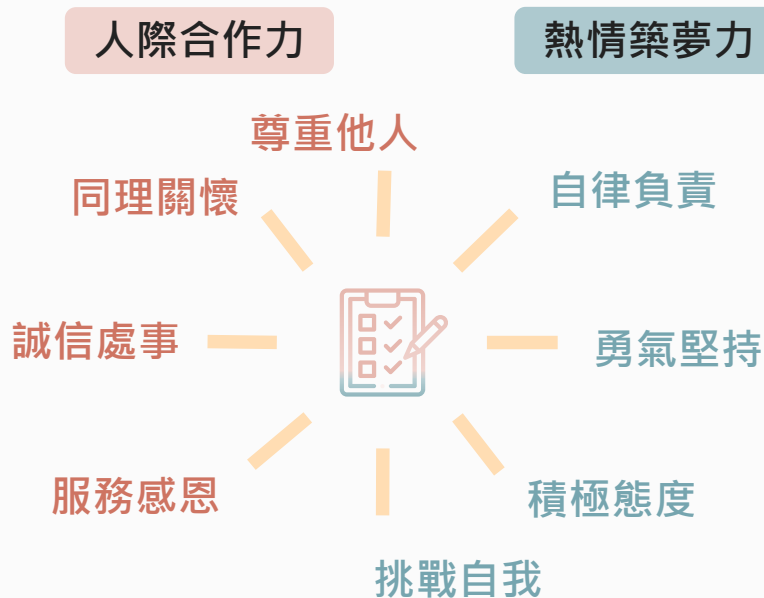 人際合作力
熱情築夢力
尊重他人
同理關懷
自律負責
誠信處事
勇氣堅持
服務感恩
積極態度
挑戰自我